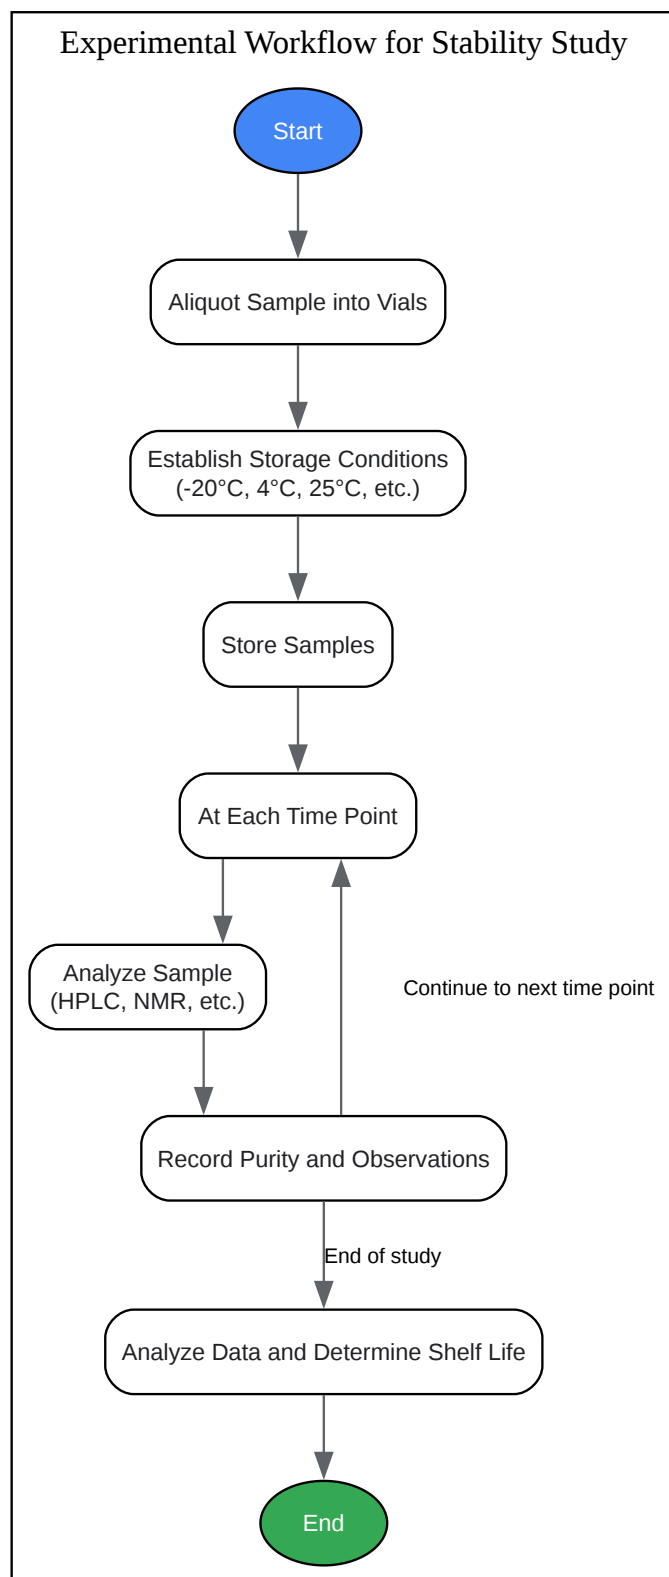 Experimental Workflow for Stability Study
Start
Aliquot Sample into Vials
Establish Storage Conditions
(-20°C, 4°C, 25°C, etc.)
Store Samples
At Each Time Point
Analyze Sample
(HPLC, NMR, etc.)
Continue to next time point
Record Purity and Observations
End of study
Analyze Data and Determine Shelf Life
End